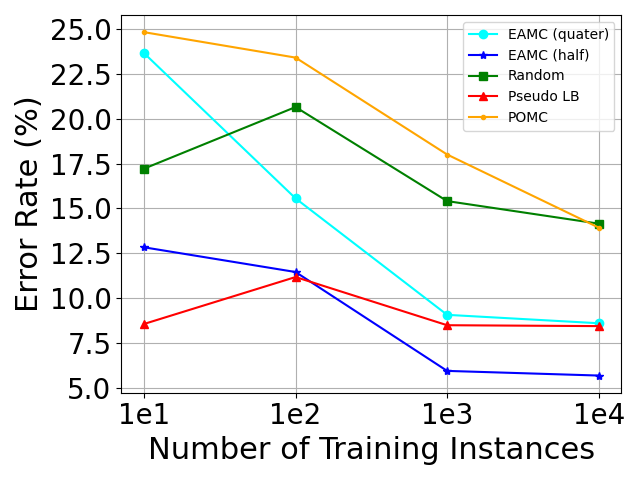 25.0
22.5
20.0
17.5
15.0
12.5
10.0
7.5
5.0
Error Rate (%)
EAMC (quater)
EAMC (half)
Random
Pseudo LB
POMC
1e1 1e2 1e3 1e4
Number of Training Instances